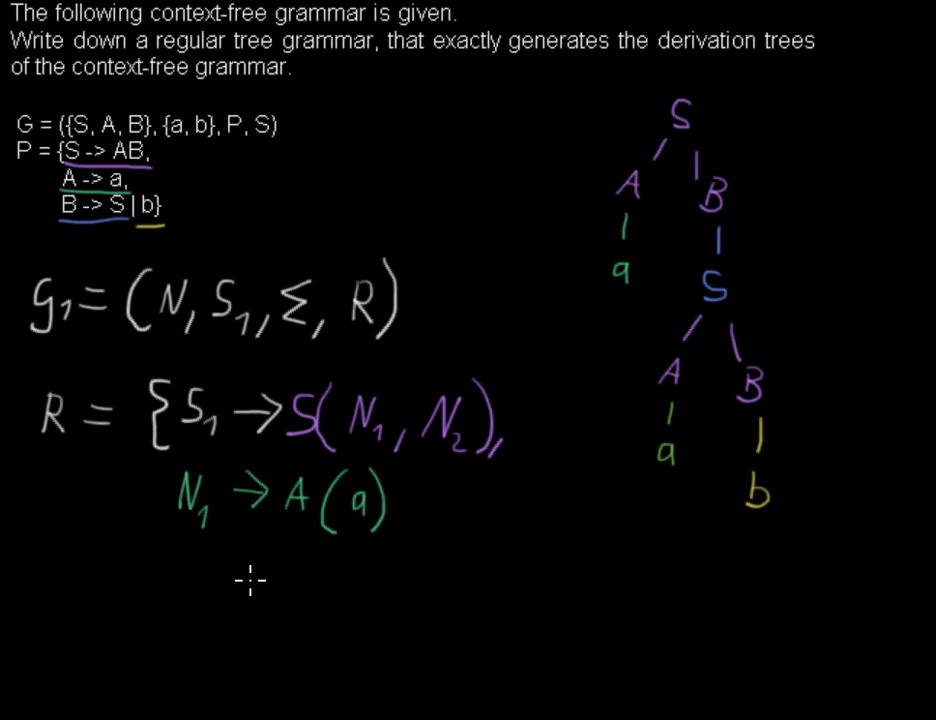 The following context-free grammar is given.
Write down a regular tree grammar, that exactly generates the derivation trees
of the context-free grammar.
G = ({S, A, B}, {a, b}, P, S)
P = {S -> AB,
A -> a,
B -> S | b}
G₁ = (N, S₁, Σ, R)
R = {S₁ → S(N₁, N₂),
N₁ → A(a)
S
A B
a S
A B
a b